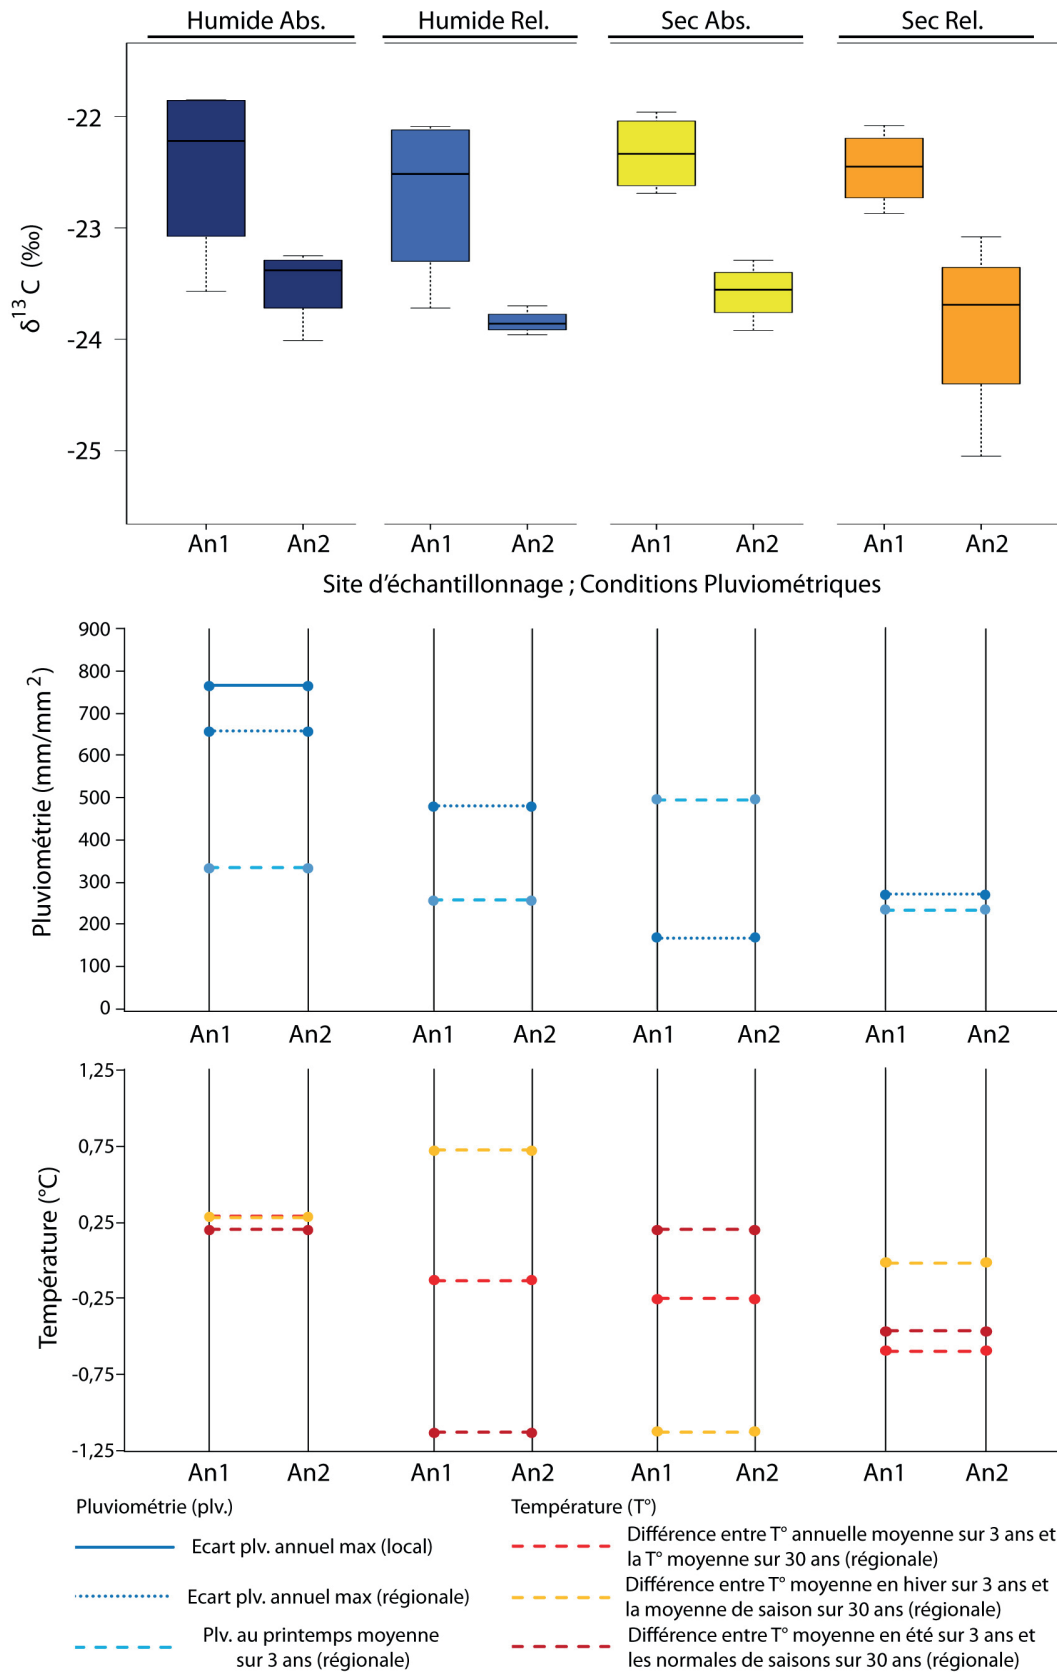 Humide Abs. Humide Rel. Sec Abs. Sec Rel.
-22
-23
-24
-25
δ13 C (‰)
An1 An2 An1 An2 An1 An2 An1 An2
Site d'échantillonnage ; Conditions Pluviométriques
900
800
700
600
500
400
300
200
100
0
Pluviométrie (mm/mm 2)
An1 An2 An1 An2 An1 An2 An1 An2
1,25
0,75
0,25
-0,25
-0,75
-1,25
Température (°C)
An1 An2 An1 An2 An1 An2 An1 An2
Pluviométrie (plv.)
Ecart plv. annuel max (local)
Ecart plv. annuel max (régionale)
Plv. au printemps moyenne
sur 3 ans (régionale)
Température (T°)
Différence entre T° annuelle moyenne sur 3 ans et
la T° moyenne sur 30 ans (régionale)
Différence entre T° moyenne en hiver sur 3 ans et
la moyenne de saison sur 30 ans (régionale)
Différence entre T° moyenne en été sur 3 ans et
les normales de saisons sur 30 ans (régionale)